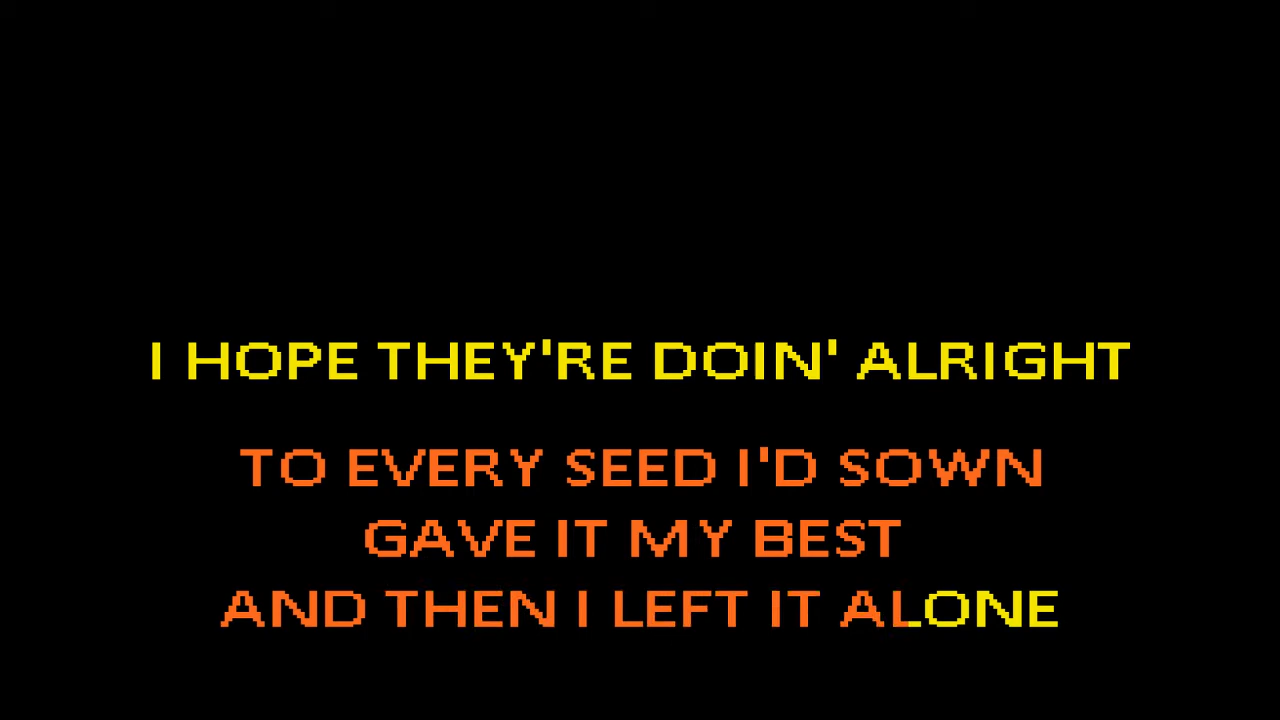 I HOPE THEY'RE DOIN' ALRIGHT
TO EVERY SEED I'D SOWN
GAVE IT MY BEST
AND THEN I LEFT IT ALONE